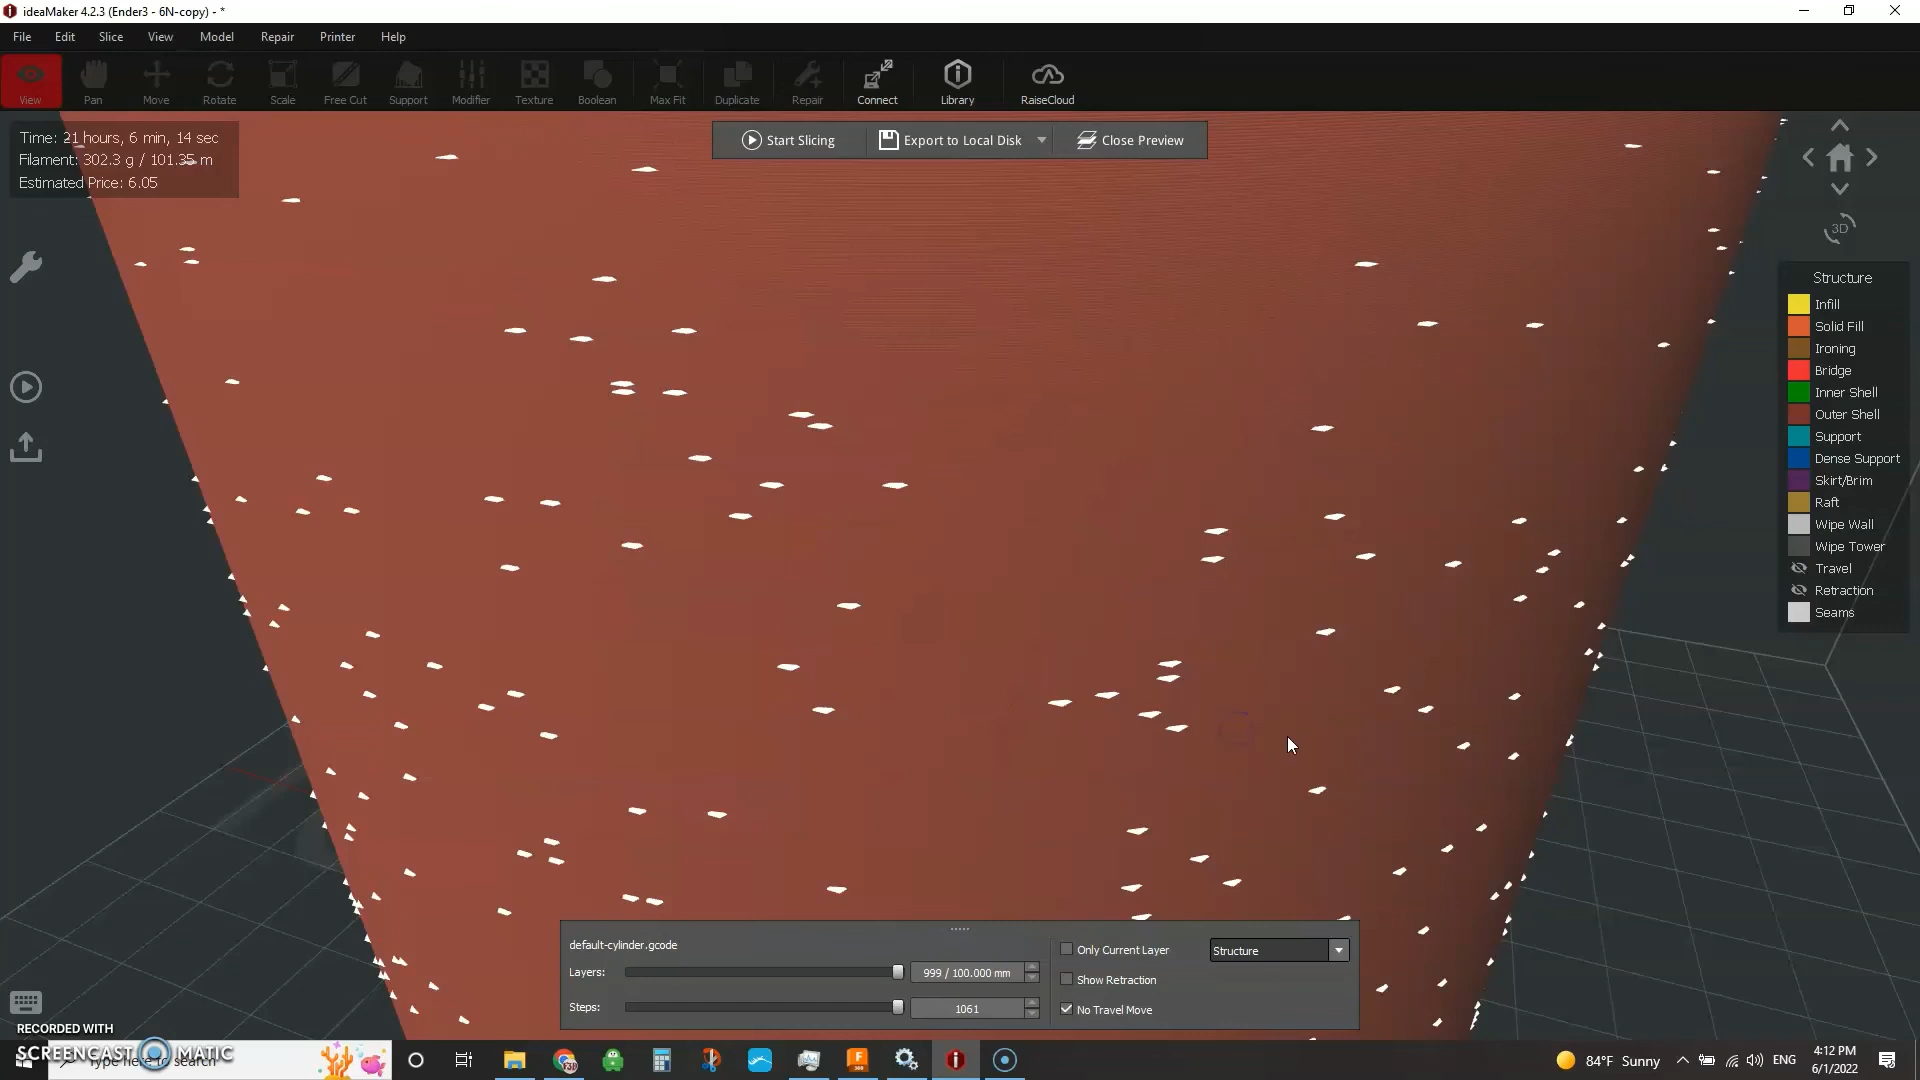 ideaMaker 4.2.3 (Ender3 - 6N-copy) - *
File Edit Slice View Model Repair Printer Help
View Pan Move Rotate Scale Free Cut Support Modifier Texture Boolean Max Fit Duplicate Repair Connect Library RaiseCloud
Time: 21 hours, 6 min, 14 sec
Filament: 302.3 g / 101.35 m
Estimated Price: 6.05
Start Slicing Export to Local Disk Close Preview
3D
Structure
Infill
Solid Fill
Ironing
Bridge
Inner Shell
Outer Shell
Support
Dense Support
Skirt/Brim
Raft
Wipe Wall
Wipe Tower
Travel
Retraction
Seams
default-cylinder.gcode
Layers: 999 / 100.000 mm
Steps: 1061
Only Current Layer
Show Retraction
No Travel Move
Structure
RECORDED WITH
SCREENCAST MATIC
Type here to search
84°F Sunny
ENG
4:12 PM
6/1/2022